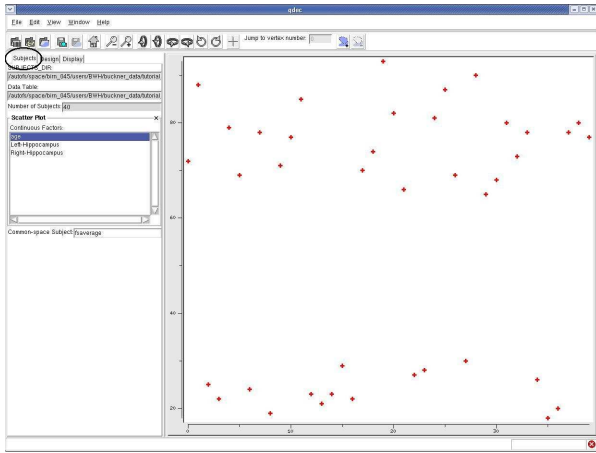 qdec
File Edit View Window Help
Jump to vertex number:
Subjects Design Display
SUBJECTS_DIR:
/autofs/space/birn_045/users/BWH/buckner_data/tutorial
Data Table:
/autofs/space/birn_045/users/BWH/buckner_data/tutorial
Number of Subjects: 40
Scatter Plot
Continuous Factors:
age
Left-Hippocampus
Right-Hippocampus
Common-space Subject: fsaverage
80
60
40
20
0 10 20 30